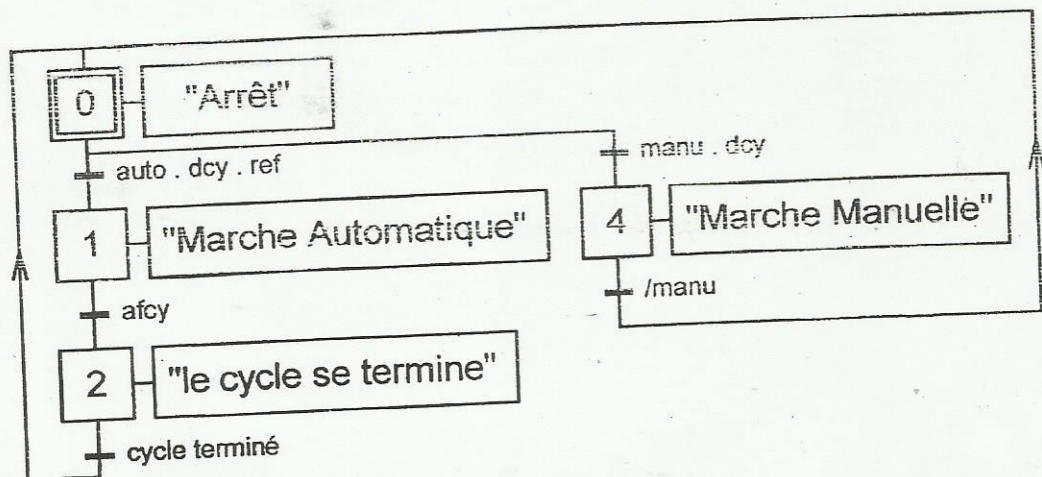 0 "Arrêt"
auto . dcy . ref
manu . dcy
1 "Marche Automatique"
4 "Marche Manuelle"
afcy
/manu
2 "le cycle se termine"
cycle terminé